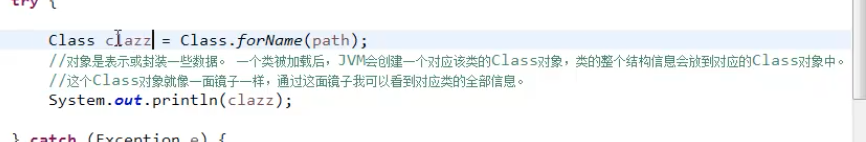 try {
Class clazz = Class.forName(path);
//对象是表示或封装一些数据。 一个类被加载后，JVM会创建一个对应该类的Class对象，类的整个结构信息会放到对应的Class对象中。
//这个Class对象就像一面镜子一样，通过这面镜子我可以看到对应类的全部信息。
System.out.println(clazz);
} catch (Exception e) {